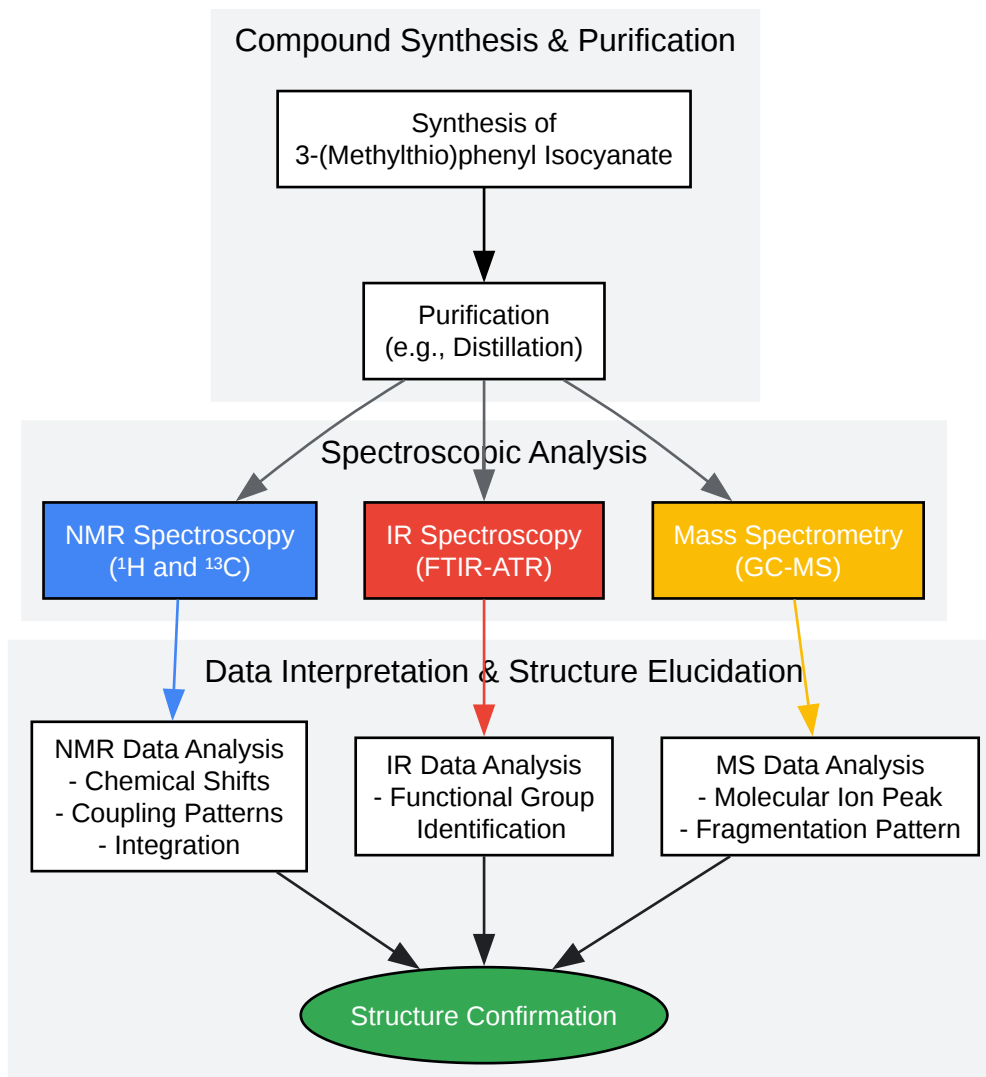 Compound Synthesis & Purification
Synthesis of
3-(Methylthio)phenyl Isocyanate
Purification
(e.g., Distillation)
Spectroscopic Analysis
NMR Spectroscopy
(¹H and ¹³C)
IR Spectroscopy
(FTIR-ATR)
Mass Spectrometry
(GC-MS)
Data Interpretation & Structure Elucidation
NMR Data Analysis
- Chemical Shifts
- Coupling Patterns
- Integration
IR Data Analysis
- Functional Group
Identification
MS Data Analysis
- Molecular Ion Peak
- Fragmentation Pattern
Structure Confirmation